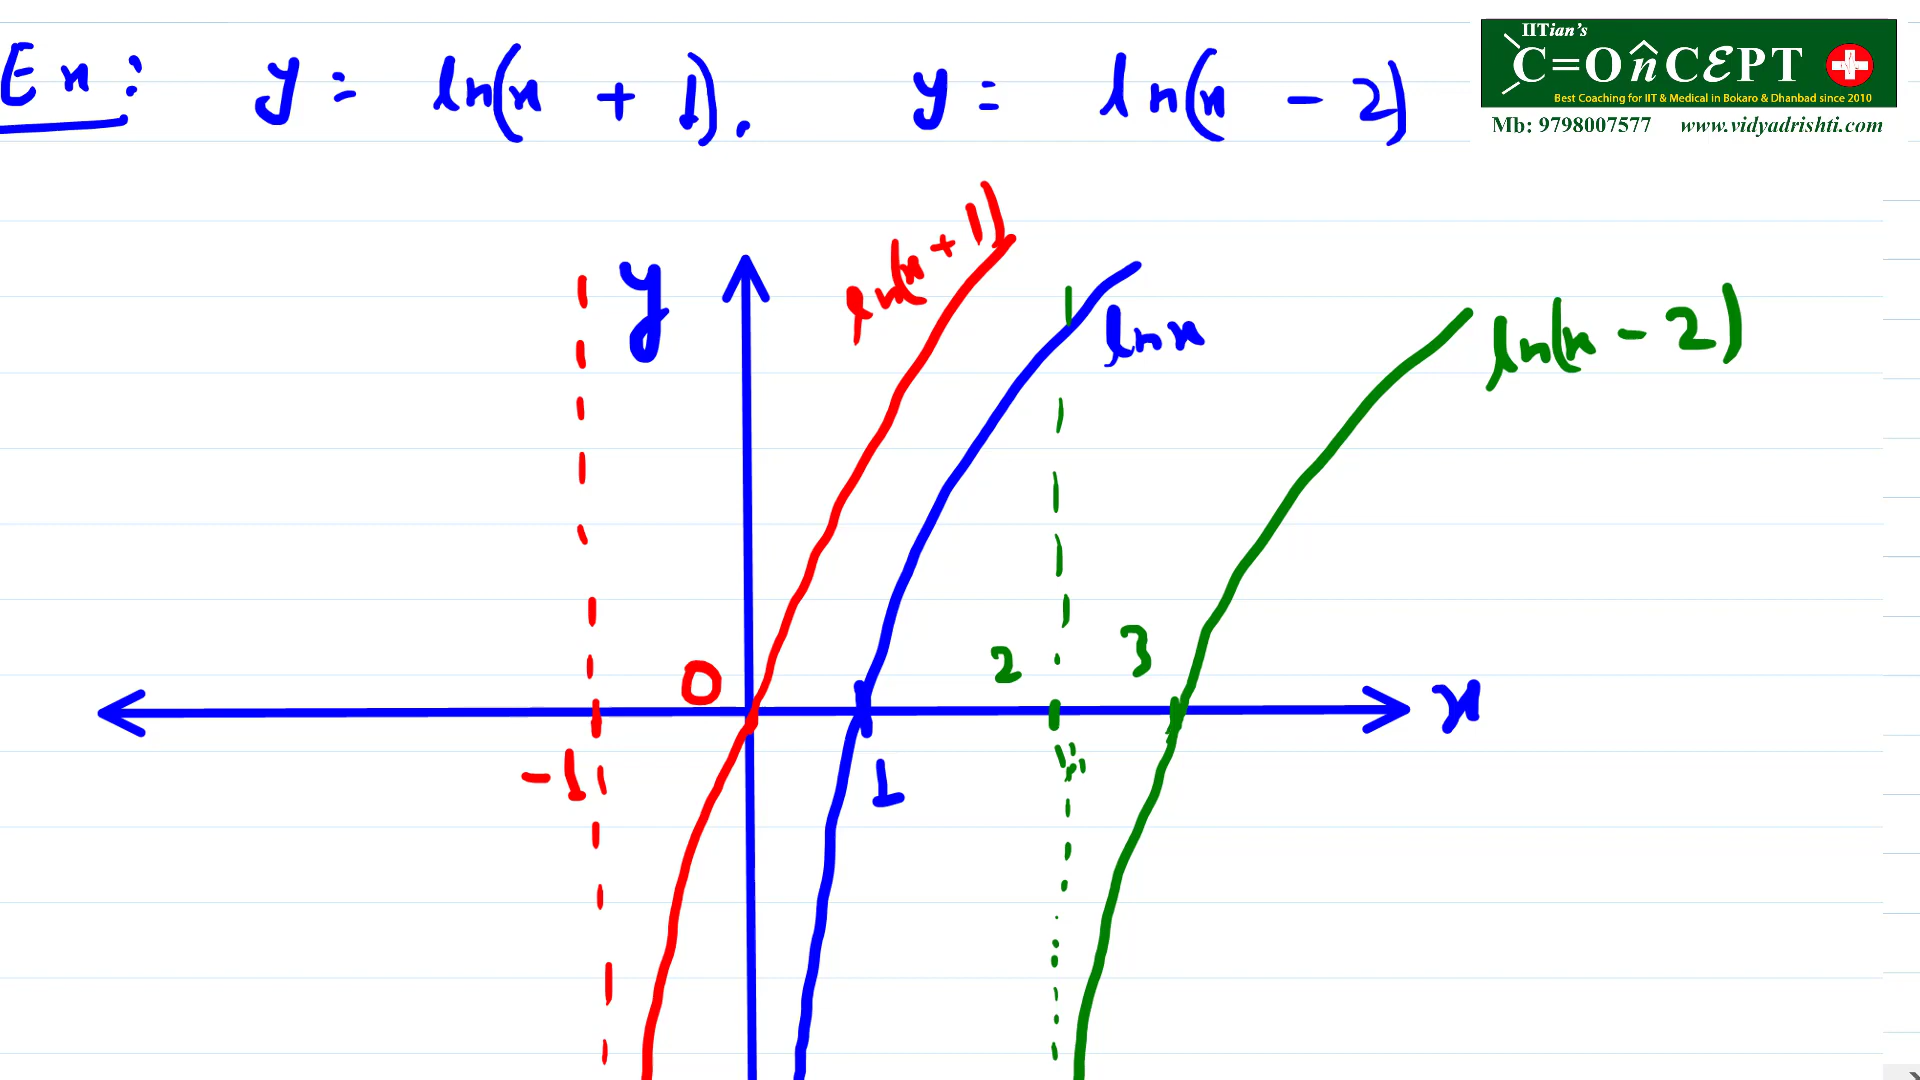 Ex: y = ln(x + 1). y = ln(x - 2)
IITian's
C=OnCEPT
Best Coaching for IIT & Medical in Bokaro & Dhanbad since 2010
Mb: 9798007577 www.vidyadrishti.com
ln(x + 1)
y
ln x
ln(x - 2)
0
2
3
x
-1
1